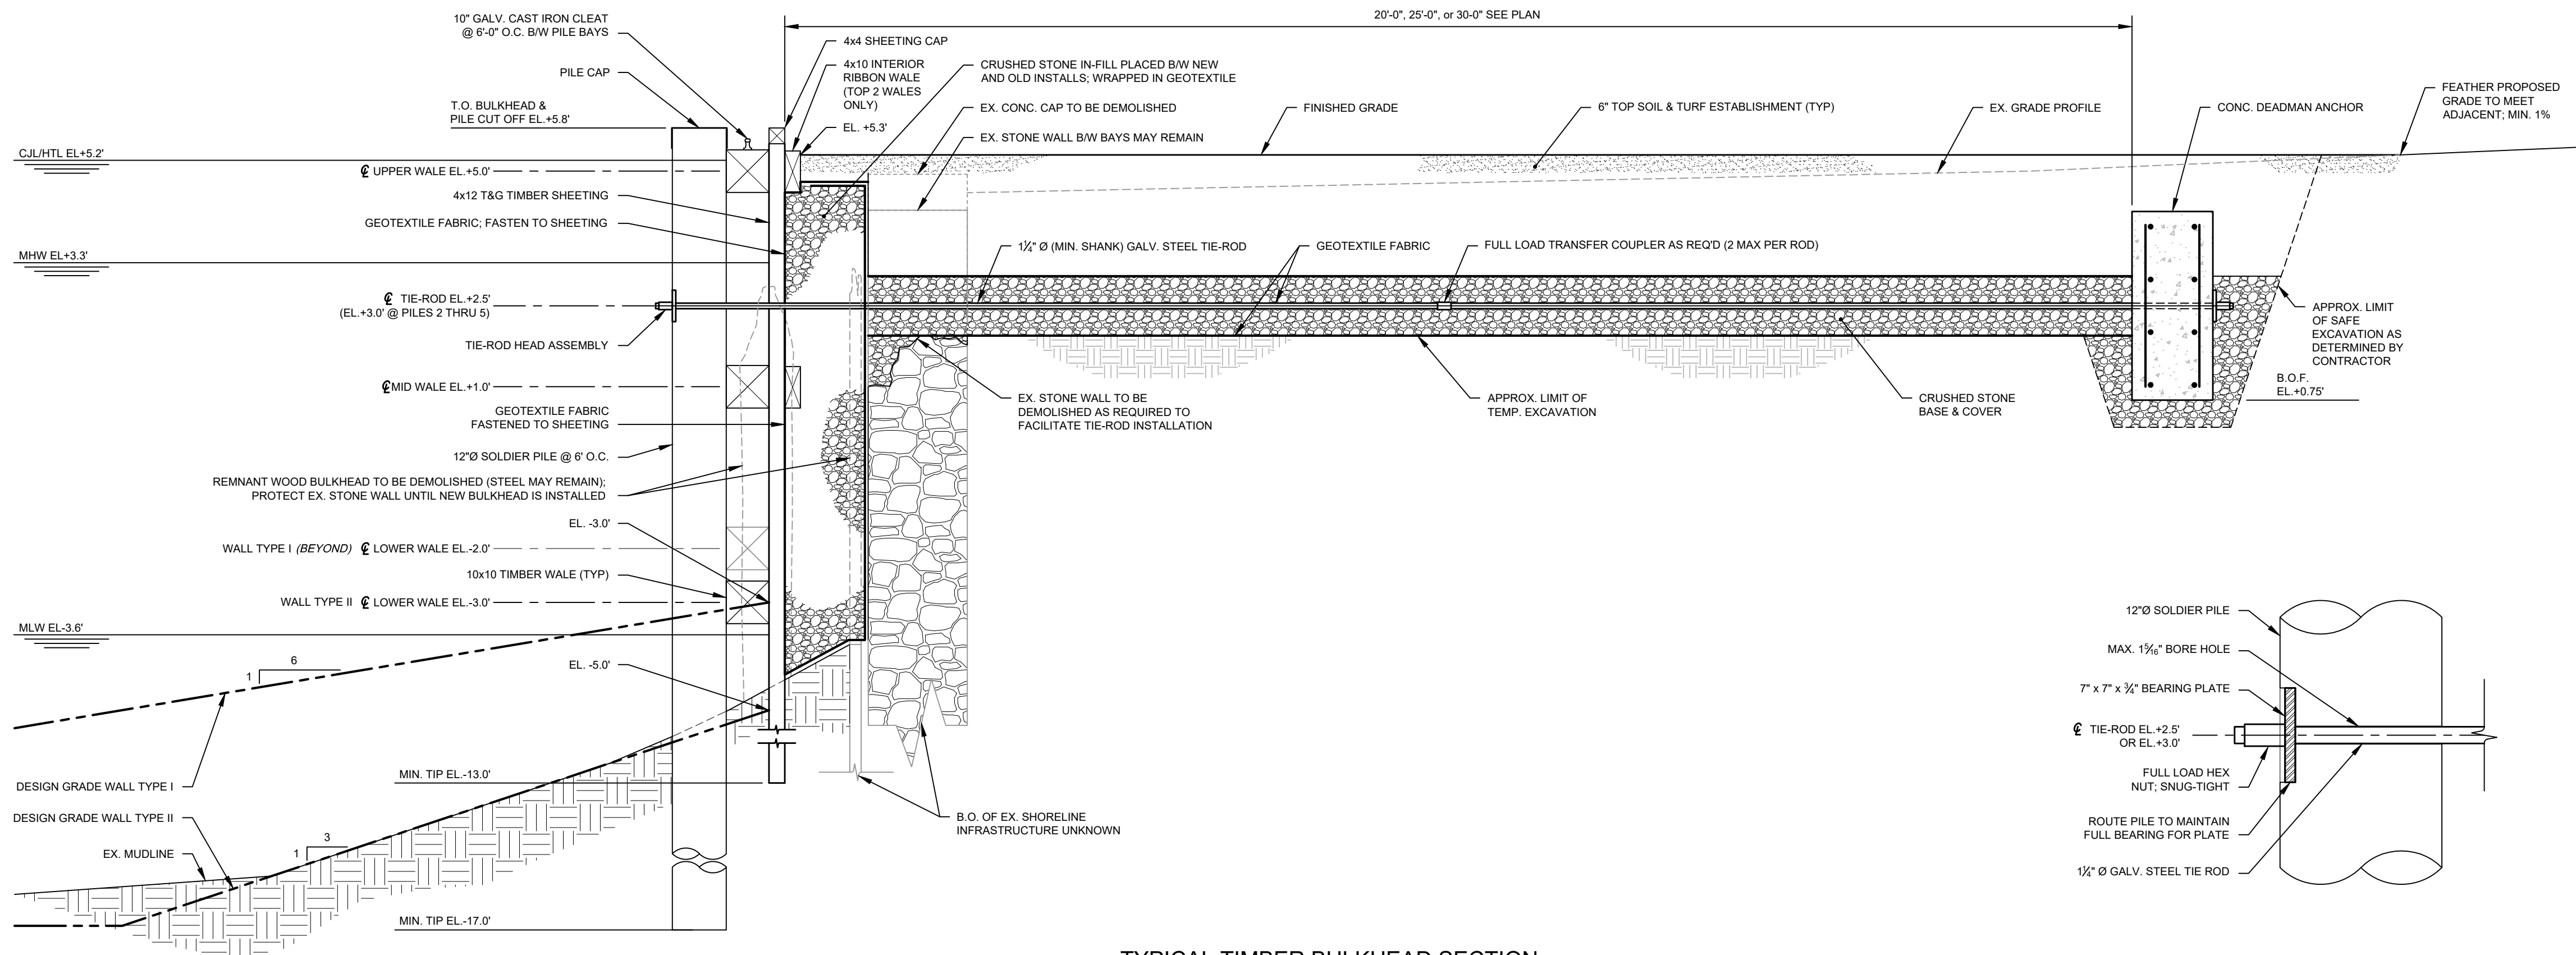 20'-0", 25'-0", or 30-0" SEE PLAN
10" GALV. CAST IRON CLEAT
@ 6'-0" O.C. B/W PILE BAYS
PILE CAP
T.O. BULKHEAD &
PILE CUT OFF EL.+5.8'
CJL/HTL EL+5.2'
℄ UPPER WALE EL.+5.0'
4x12 T&G TIMBER SHEETING
GEOTEXTILE FABRIC; FASTEN TO SHEETING
MHW EL+3.3'
℄ TIE-ROD EL.+2.5'
(EL.+3.0' @ PILES 2 THRU 5)
TIE-ROD HEAD ASSEMBLY
℄ MID WALE EL.+1.0'
GEOTEXTILE FABRIC
FASTENED TO SHEETING
12"Ø SOLDIER PILE @ 6' O.C.
REMNANT WOOD BULKHEAD TO BE DEMOLISHED (STEEL MAY REMAIN);
PROTECT EX. STONE WALL UNTIL NEW BULKHEAD IS INSTALLED
EL. -3.0'
WALL TYPE I (BEYOND) ℄ LOWER WALE EL.-2.0'
10x10 TIMBER WALE (TYP)
WALL TYPE II ℄ LOWER WALE EL.-3.0'
MLW EL-3.6'
6
1
EL. -5.0'
MIN. TIP EL.-13.0'
DESIGN GRADE WALL TYPE I
DESIGN GRADE WALL TYPE II
3
1
EX. MUDLINE
MIN. TIP EL.-17.0'
4x4 SHEETING CAP
4x10 INTERIOR
RIBBON WALE
(TOP 2 WALES
ONLY)
EL. +5.3'
CRUSHED STONE IN-FILL PLACED B/W NEW
AND OLD INSTALLS; WRAPPED IN GEOTEXTILE
EX. CONC. CAP TO BE DEMOLISHED
EX. STONE WALL B/W BAYS MAY REMAIN
FINISHED GRADE
6" TOP SOIL & TURF ESTABLISHMENT (TYP)
EX. GRADE PROFILE
CONC. DEADMAN ANCHOR
FEATHER PROPOSED
GRADE TO MEET
ADJACENT; MIN. 1%
1¼" Ø (MIN. SHANK) GALV. STEEL TIE-ROD
GEOTEXTILE FABRIC
FULL LOAD TRANSFER COUPLER AS REQ'D (2 MAX PER ROD)
APPROX. LIMIT
OF SAFE
EXCAVATION AS
DETERMINED BY
CONTRACTOR
B.O.F.
EL.+0.75'
EX. STONE WALL TO BE
DEMOLISHED AS REQUIRED TO
FACILITATE TIE-ROD INSTALLATION
APPROX. LIMIT OF
TEMP. EXCAVATION
CRUSHED STONE
BASE & COVER
B.O. OF EX. SHORELINE
INFRASTRUCTURE UNKNOWN
12"Ø SOLDIER PILE
MAX. 1 5/16" BORE HOLE
7" x 7" x ¾" BEARING PLATE
℄ TIE-ROD EL.+2.5'
OR EL.+3.0'
FULL LOAD HEX
NUT; SNUG-TIGHT
ROUTE PILE TO MAINTAIN
FULL BEARING FOR PLATE
1¼" Ø GALV. STEEL TIE ROD
TYPICAL TIMBER BULKHEAD SECTION